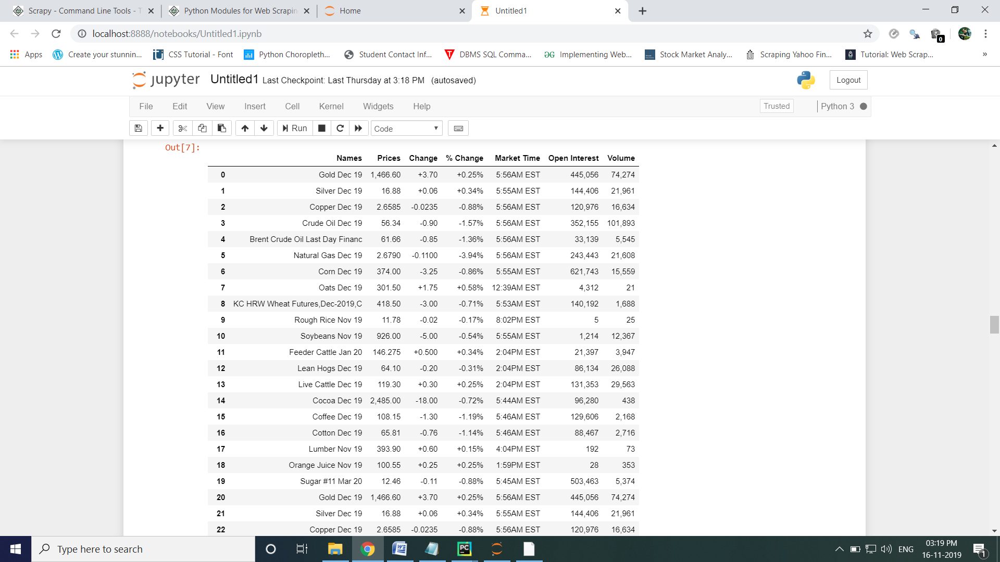 Scrapy - Command Line Tools - T Python Modules for Web Scrapin Home Untitled1
localhost:8888/notebooks/Untitled1.ipynb 0
Apps Create your stunnin... CSS Tutorial - Font Python Choropleth... Student Contact Inf... DBMS SQL Comma... Implementing Web... Stock Market Analy... Scraping Yahoo Fin... Tutorial: Web Scrap... »
jupyter Untitled1 Last Checkpoint: Last Thursday at 3:18 PM (autosaved) Logout
File Edit View Insert Cell Kernel Widgets Help Trusted Python 3
Run Code
Out[7]:
Names Prices Change % Change Market Time Open Interest Volume
0 Gold Dec 19 1,466.60 +3.70 +0.25% 5:56AM EST 445,056 74,274
1 Silver Dec 19 16.88 +0.06 +0.34% 5:55AM EST 144,406 21,961
2 Copper Dec 19 2.6585 -0.0235 -0.88% 5:56AM EST 120,976 16,634
3 Crude Oil Dec 19 56.34 -0.90 -1.57% 5:56AM EST 352,155 101,893
4 Brent Crude Oil Last Day Financ 61.66 -0.85 -1.36% 5:56AM EST 33,139 5,545
5 Natural Gas Dec 19 2.6790 -0.1100 -3.94% 5:56AM EST 243,443 21,608
6 Corn Dec 19 374.00 -3.25 -0.86% 5:55AM EST 621,743 15,559
7 Oats Dec 19 301.50 +1.75 +0.58% 12:39AM EST 4,312 21
8 KC HRW Wheat Futures,Dec-2019,C 418.50 -3.00 -0.71% 5:53AM EST 140,192 1,688
9 Rough Rice Nov 19 11.78 -0.02 -0.17% 8:02PM EST 5 25
10 Soybeans Nov 19 926.00 -5.00 -0.54% 5:55AM EST 1,214 12,367
11 Feeder Cattle Jan 20 146.275 +0.500 +0.34% 2:04PM EST 21,397 3,947
12 Lean Hogs Dec 19 64.10 -0.20 -0.31% 2:04PM EST 86,134 26,088
13 Live Cattle Dec 19 119.30 +0.30 +0.25% 2:04PM EST 131,353 29,563
14 Cocoa Dec 19 2,485.00 -18.00 -0.72% 5:44AM EST 96,280 438
15 Coffee Dec 19 108.15 -1.30 -1.19% 5:46AM EST 129,606 2,168
16 Cotton Dec 19 65.81 -0.76 -1.14% 5:46AM EST 88,467 2,716
17 Lumber Nov 19 393.90 +0.60 +0.15% 4:04PM EST 192 73
18 Orange Juice Nov 19 100.55 +0.25 +0.25% 1:59PM EST 28 353
19 Sugar #11 Mar 20 12.46 -0.11 -0.88% 5:45AM EST 503,463 5,374
20 Gold Dec 19 1,466.60 +3.70 +0.25% 5:56AM EST 445,056 74,274
21 Silver Dec 19 16.88 +0.06 +0.34% 5:55AM EST 144,406 21,961
22 Copper Dec 19 2.6585 -0.0235 -0.88% 5:56AM EST 120,976 16,634
Type here to search ENG 03:19 PM
16-11-2019 1